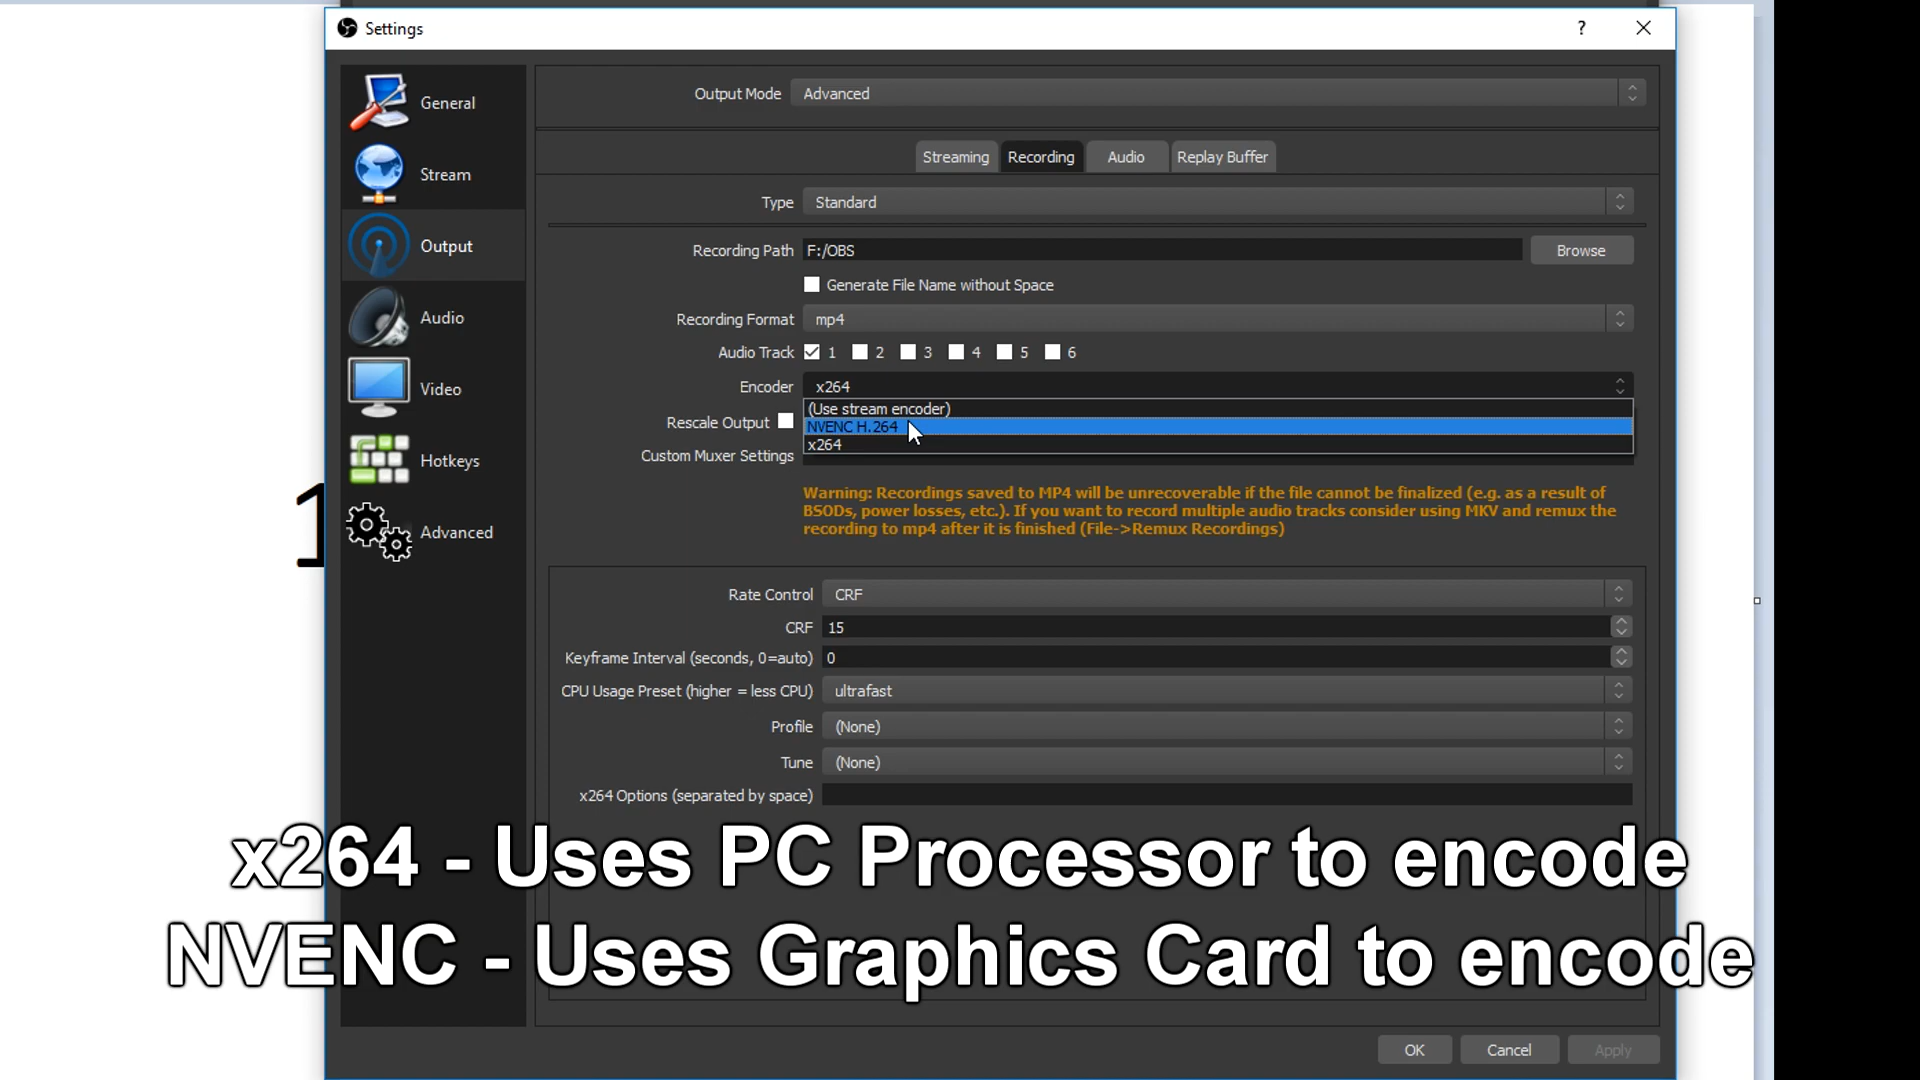 Settings
?
General
Stream
Output
Audio
Video
Hotkeys
Advanced
Output Mode Advanced
Streaming Recording Audio Replay Buffer
Type Standard
Recording Path F:/OBS Browse
Generate File Name without Space
Recording Format mp4
Audio Track 1 2 3 4 5 6
Encoder x264
(Use stream encoder)
NVENC H.264
x264
Rescale Output
Custom Muxer Settings
Warning: Recordings saved to MP4 will be unrecoverable if the file cannot be finalized (e.g. as a result of
BSODs, power losses, etc.). If you want to record multiple audio tracks consider using MKV and remux the
recording to mp4 after it is finished (File->Remux Recordings)
Rate Control CRF
CRF 15
Keyframe Interval (seconds, 0=auto) 0
CPU Usage Preset (higher = less CPU) ultrafast
Profile (None)
Tune (None)
x264 Options (separated by space)
x264 - Uses PC Processor to encode
NVENC - Uses Graphics Card to encode
OK Cancel Apply
1